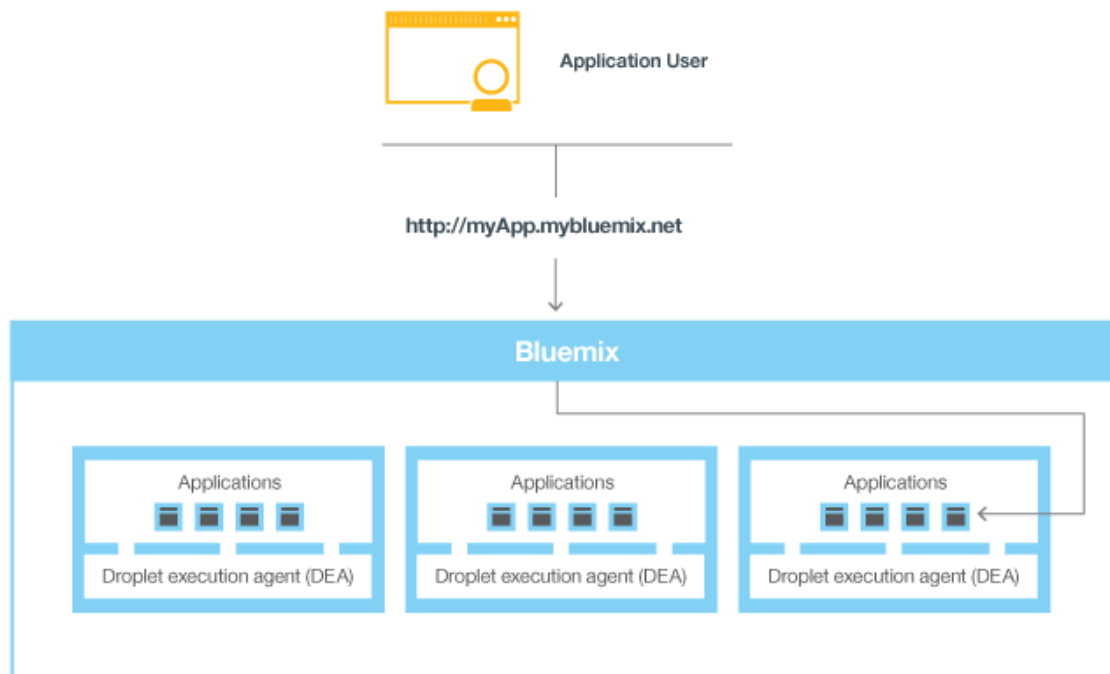 Application User
http://myApp.mybluemix.net
Bluemix
Applications
Applications
Applications
Droplet execution agent (DEA)
Droplet execution agent (DEA)
Droplet execution agent (DEA)